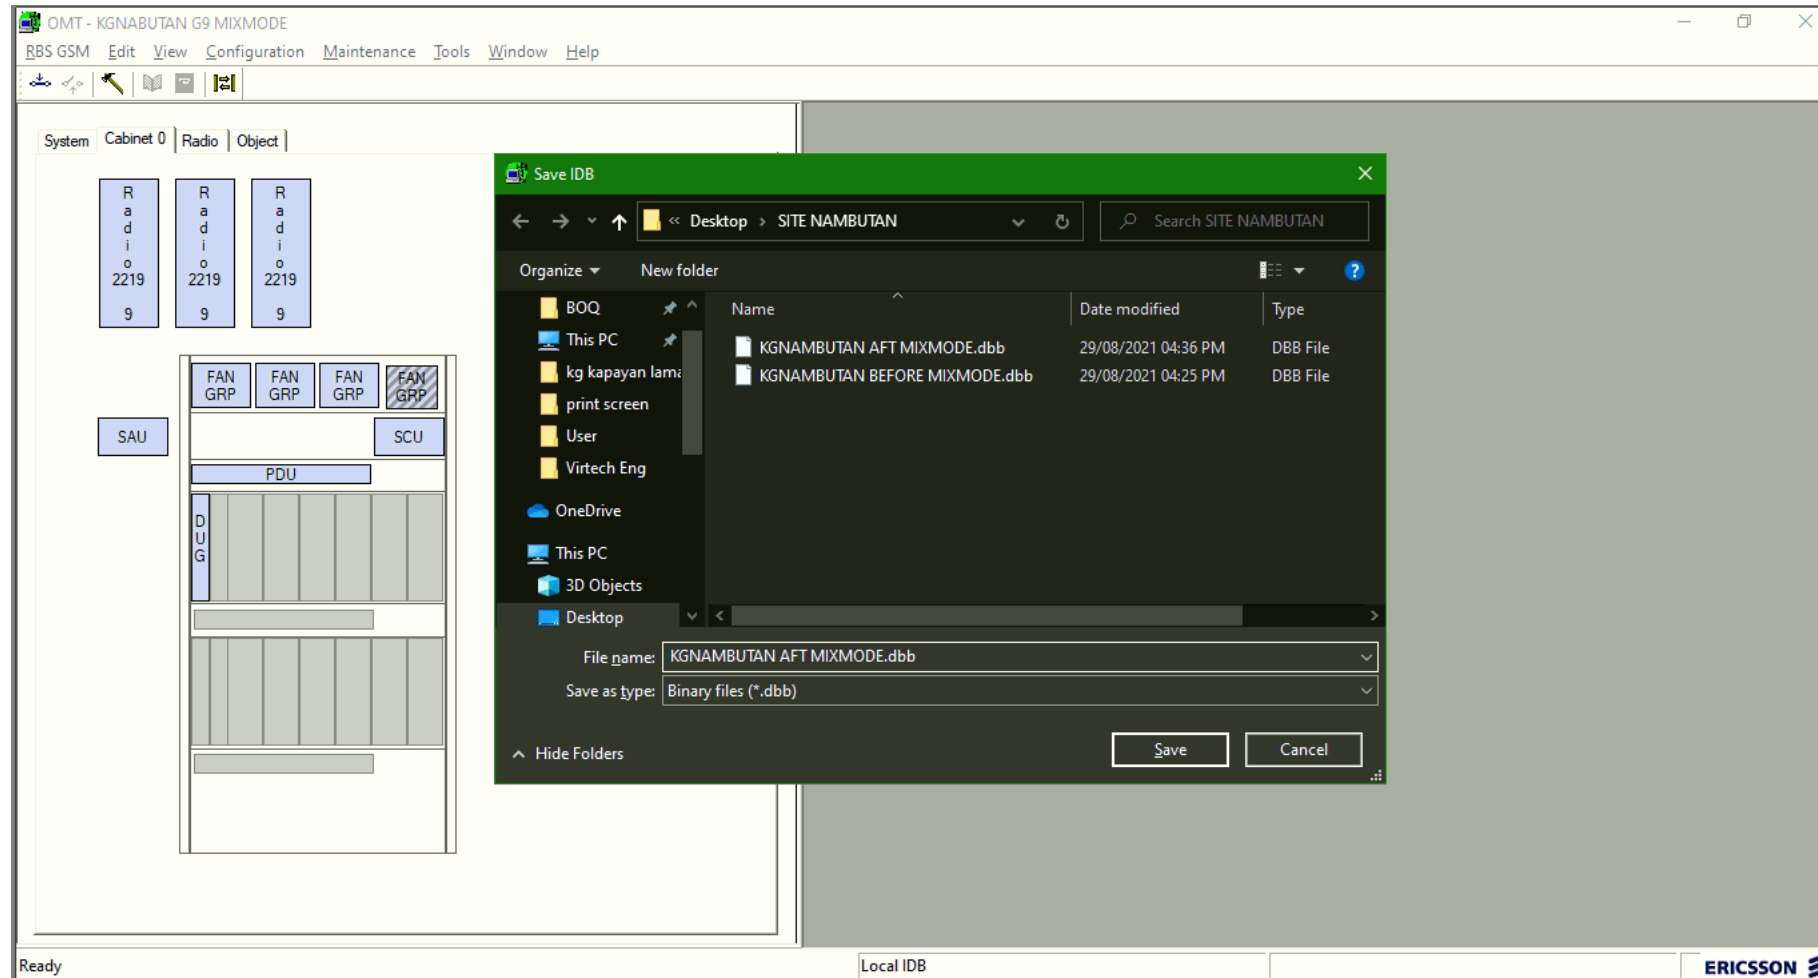 OMT - KGNABUTAN G9 MIXMODE
RBS GSM Edit View Configuration Maintenance Tools Window Help
System Cabinet 0 Radio Object
Radio 2219 9
Radio 2219 9
Radio 2219 9
FAN GRP
FAN GRP
FAN GRP
FAN GRP
SAU
SCU
PDU
DUG
Save IDB
« Desktop > SITE NAMBUTAN
Search SITE NAMBUTAN
Organize
New folder
BOQ
This PC
kg kapayan lama
print screen
User
Virtech Eng
OneDrive
This PC
3D Objects
Desktop
Name Date modified Type
KGNAMBUTAN AFT MIXMODE.dbb 29/08/2021 04:36 PM DBB File
KGNAMBUTAN BEFORE MIXMODE.dbb 29/08/2021 04:25 PM DBB File
File name: KGNAMBUTAN AFT MIXMODE.dbb
Save as type: Binary files (*.dbb)
Hide Folders
Save
Cancel
Ready
Local IDB
ERICSSON